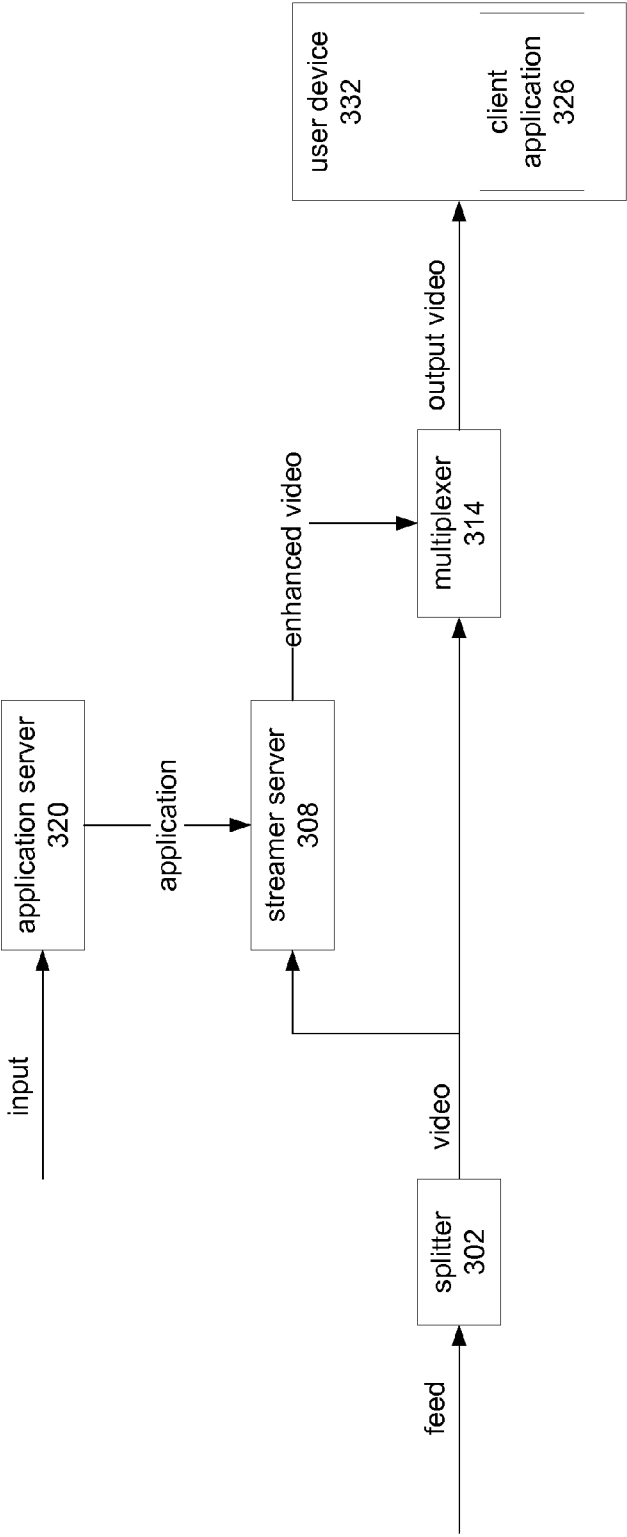 input
application server
320
application
feed
splitter
302
video
streamer server
308
enhanced video
multiplexer
314
output video
user device
332
client
application
326